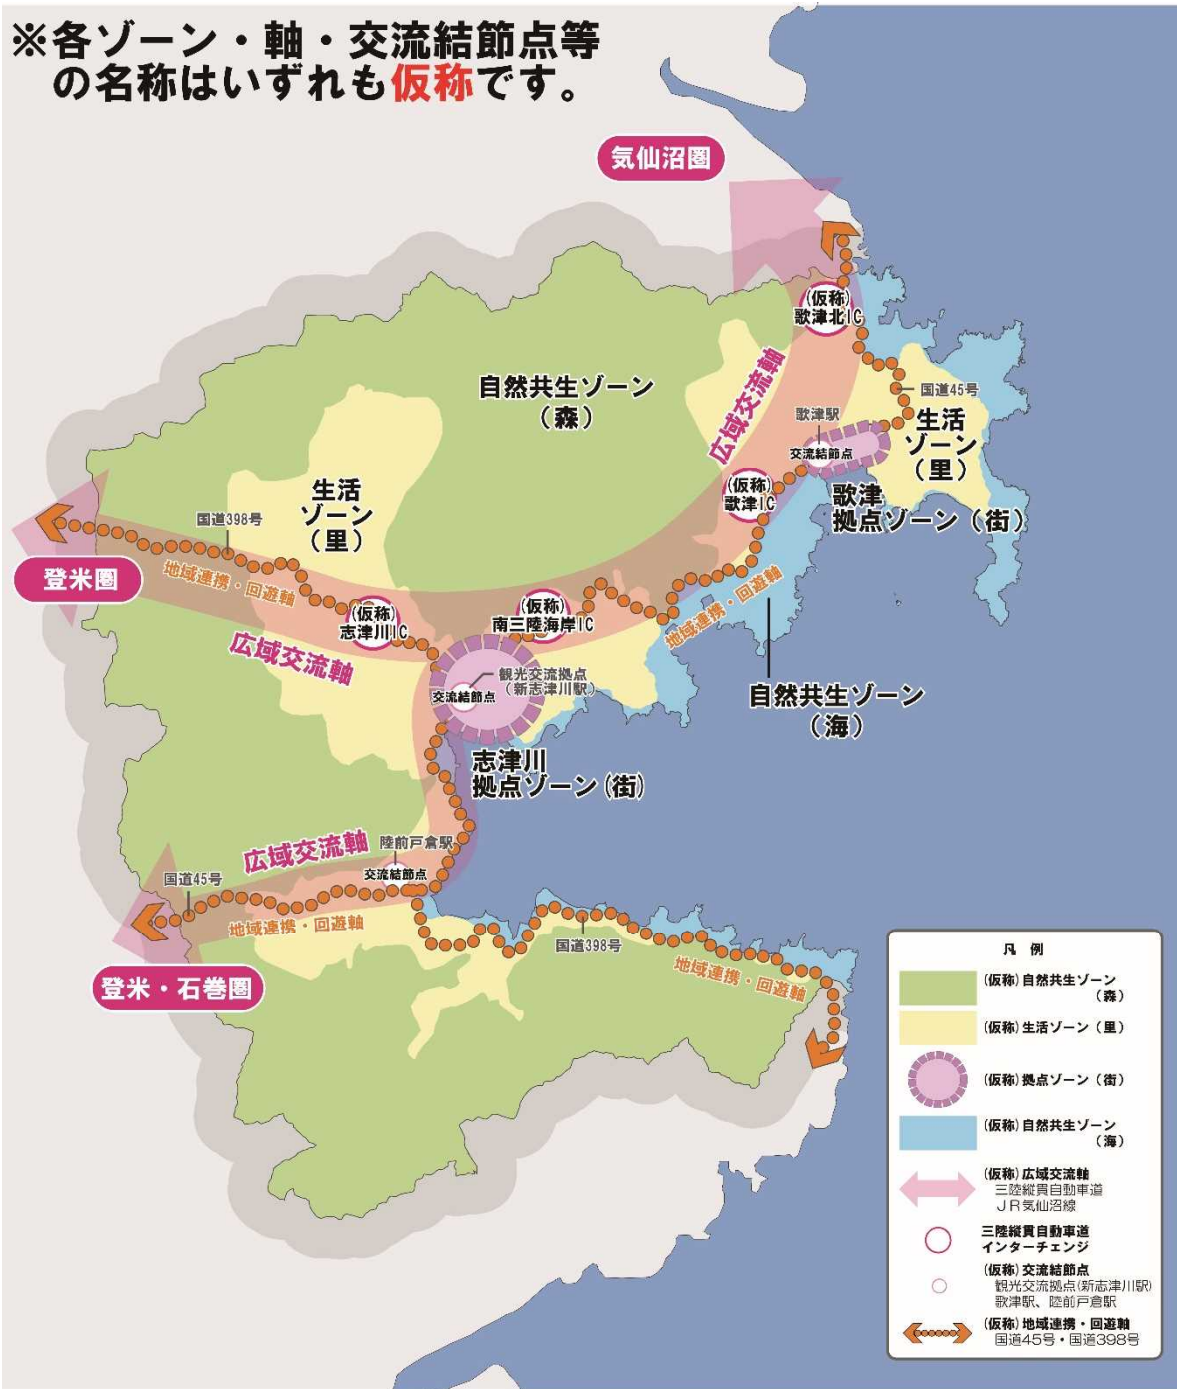 ※各ゾーン・軸・交流結節点等
の名称はいずれも仮称です。
気仙沼圏
(仮称)
歌津北IC
広域交流軸
自然共生ゾーン
（森）
国道45号
歌津駅
交流結節点
生活
ゾーン
（里）
(仮称)
歌津IC
歌津
拠点ゾーン（街）
生活
ゾーン
（里）
国道398号
登米圏
地域連携・回遊軸
(仮称)
志津川IC
(仮称)
南三陸海岸IC
地域連携・回遊軸
広域交流軸
観光交流拠点
（新志津川駅）
交流結節点
自然共生ゾーン
（海）
志津川
拠点ゾーン(街)
広域交流軸
陸前戸倉駅
交流結節点
国道45号
地域連携・回遊軸
国道398号
地域連携・回遊軸
登米・石巻圏
凡 例
(仮称)自然共生ゾーン
（森）
(仮称)生活ゾーン（里）
(仮称)拠点ゾーン（街）
(仮称)自然共生ゾーン
（海）
(仮称)広域交流軸
三陸縦貫自動車道
ＪＲ気仙沼線
三陸縦貫自動車道
インターチェンジ
(仮称)交流結節点
観光交流拠点(新志津川駅)
歌津駅、陸前戸倉駅
(仮称)地域連携・回遊軸
国道45号・国道398号